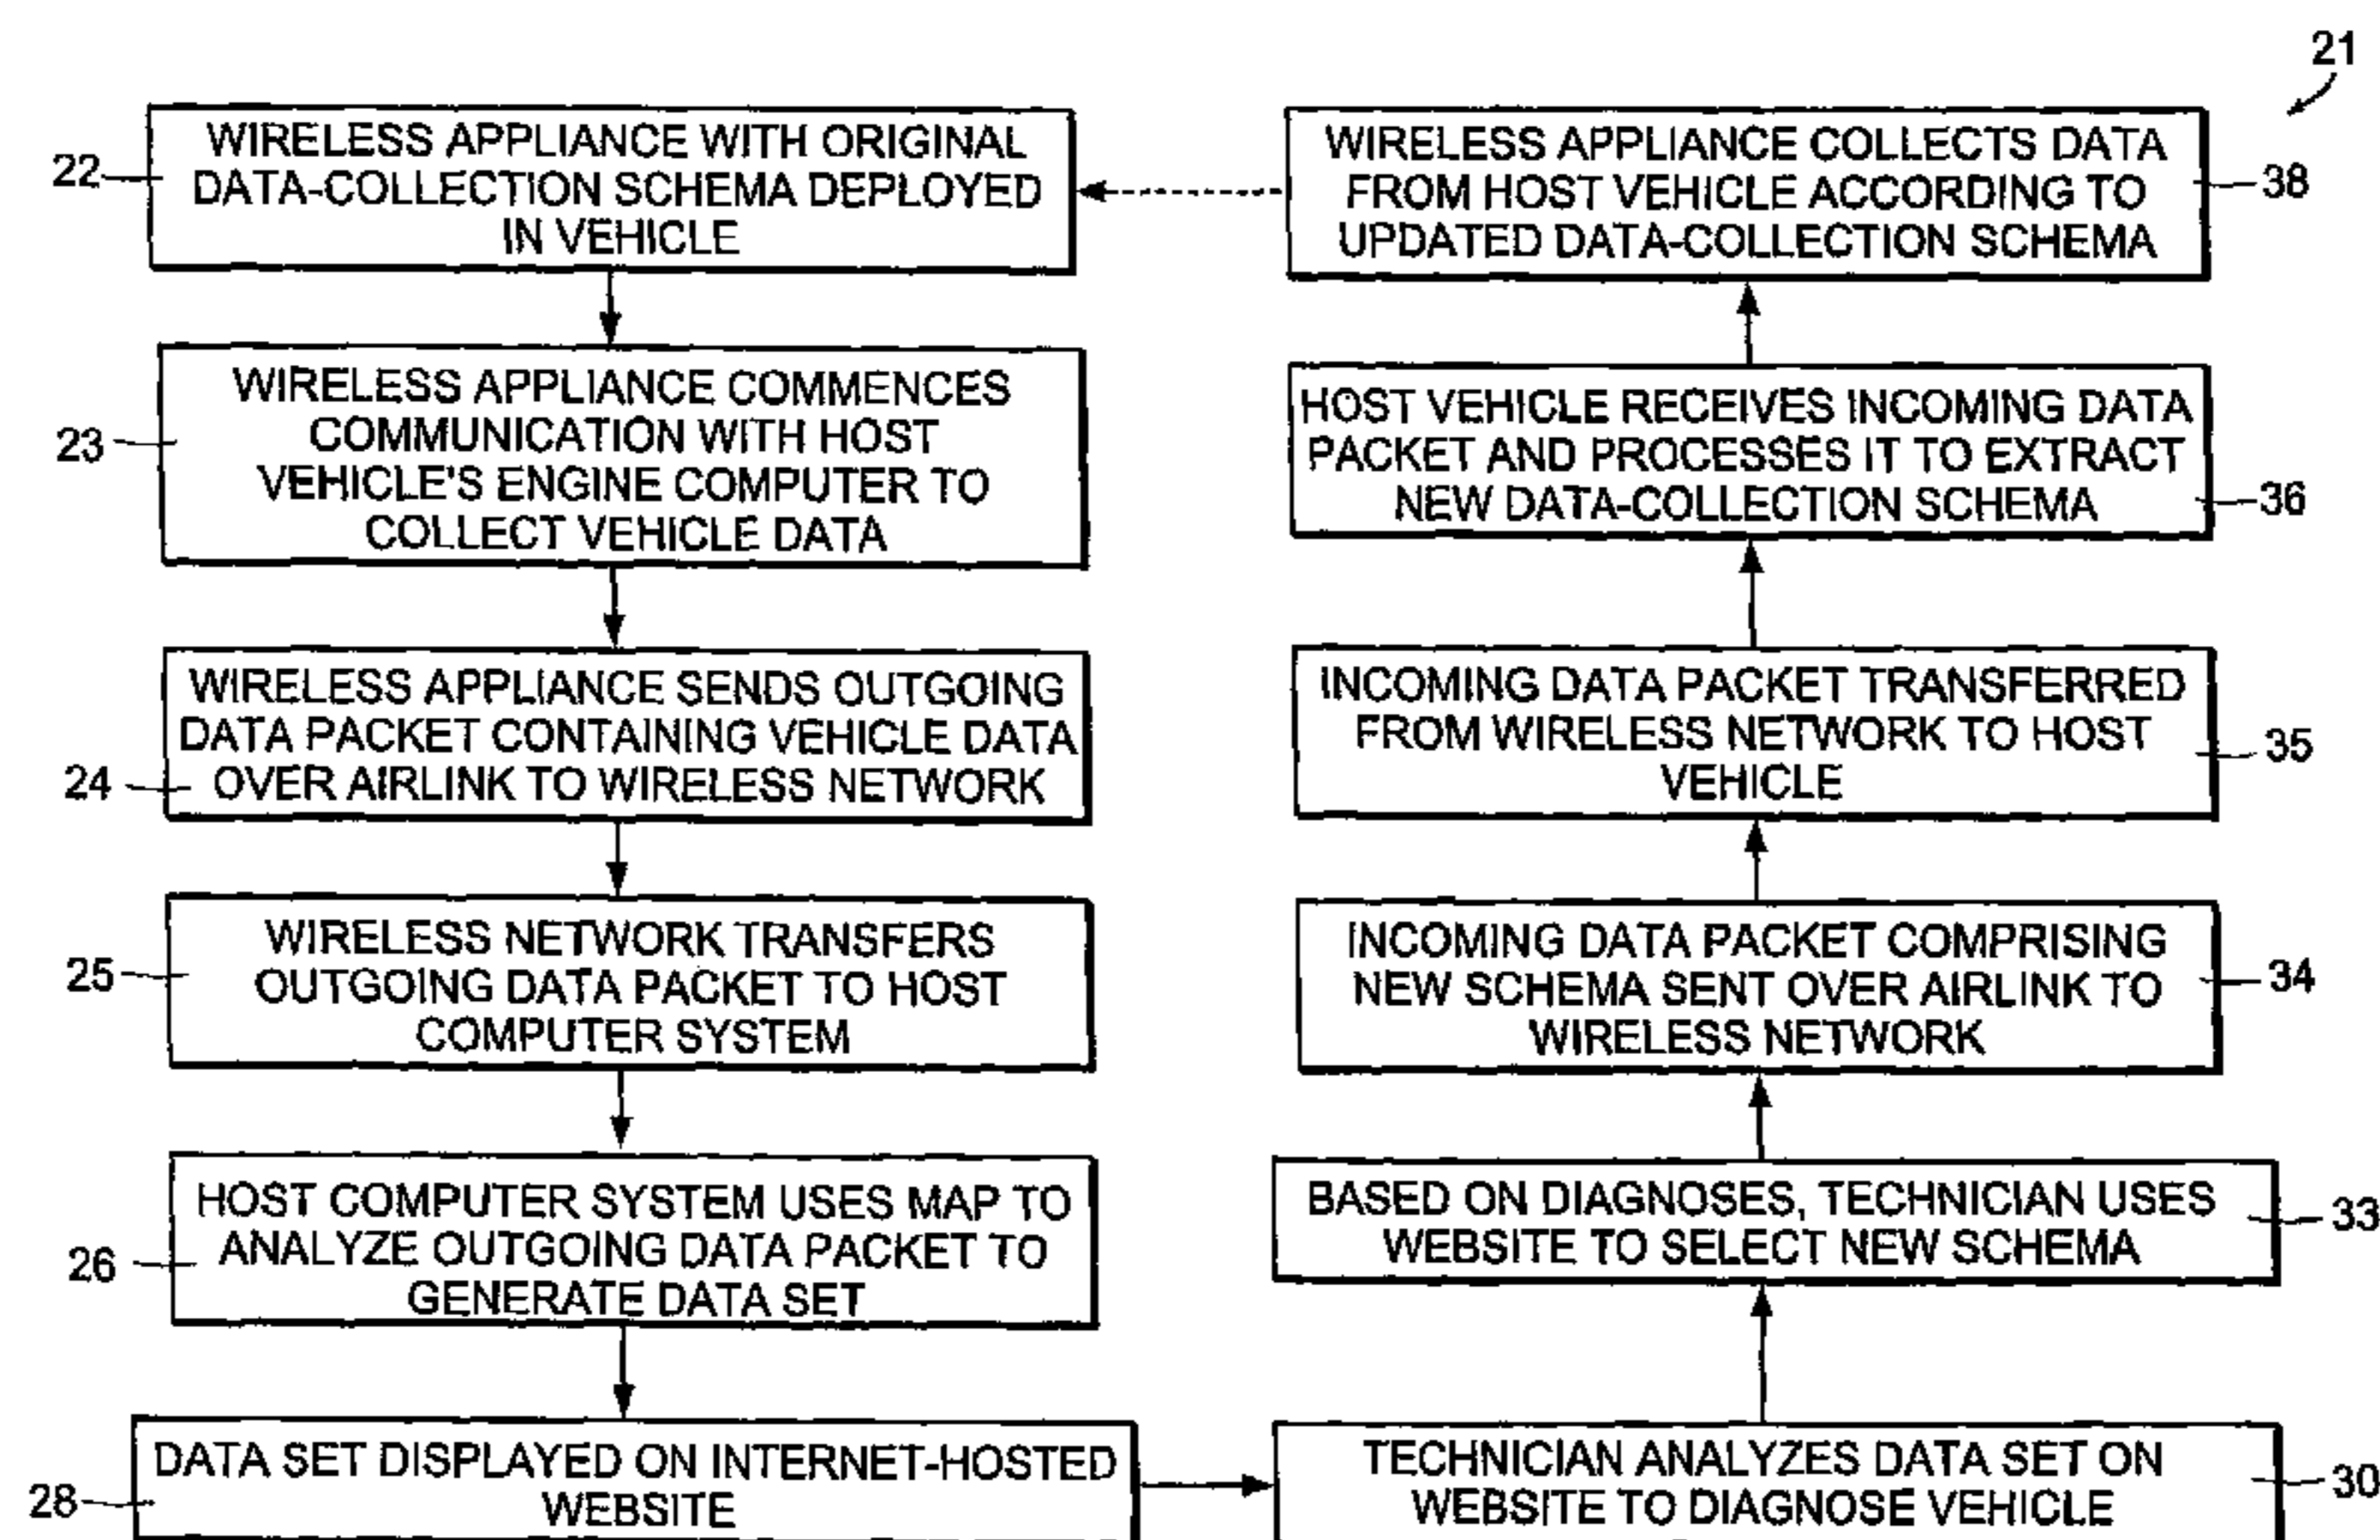 21
22
WIRELESS APPLIANCE WITH ORIGINAL
DATA-COLLECTION SCHEMA DEPLOYED
IN VEHICLE
23
WIRELESS APPLIANCE COMMENCES
COMMUNICATION WITH HOST
VEHICLE'S ENGINE COMPUTER TO
COLLECT VEHICLE DATA
24
WIRELESS APPLIANCE SENDS OUTGOING
DATA PACKET CONTAINING VEHICLE DATA
OVER AIRLINK TO WIRELESS NETWORK
25
WIRELESS NETWORK TRANSFERS
OUTGOING DATA PACKET TO HOST
COMPUTER SYSTEM
26
HOST COMPUTER SYSTEM USES MAP TO
ANALYZE OUTGOING DATA PACKET TO
GENERATE DATA SET
28
DATA SET DISPLAYED ON INTERNET-HOSTED
WEBSITE
TECHNICIAN ANALYZES DATA SET ON
WEBSITE TO DIAGNOSE VEHICLE
30
BASED ON DIAGNOSES, TECHNICIAN USES
WEBSITE TO SELECT NEW SCHEMA
33
INCOMING DATA PACKET COMPRISING
NEW SCHEMA SENT OVER AIRLINK TO
WIRELESS NETWORK
34
INCOMING DATA PACKET TRANSFERRED
FROM WIRELESS NETWORK TO HOST
VEHICLE
35
HOST VEHICLE RECEIVES INCOMING DATA
PACKET AND PROCESSES IT TO EXTRACT
NEW DATA-COLLECTION SCHEMA
36
WIRELESS APPLIANCE COLLECTS DATA
FROM HOST VEHICLE ACCORDING TO
UPDATED DATA-COLLECTION SCHEMA
38